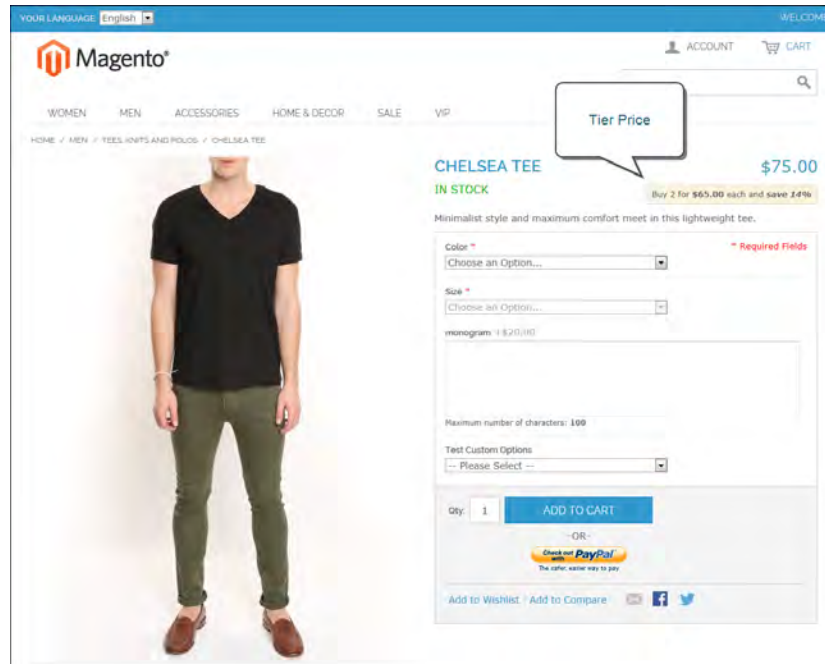 YOUR LANGUAGE: English
WELCOME
Magento®
ACCOUNT
CART
WOMEN MEN ACCESSORIES HOME & DECOR SALE VIP
Tier Price
HOME / MEN / TEES, KNITS AND POLOS / CHELSEA TEE
CHELSEA TEE
$75.00
IN STOCK
Buy 2 for $65.00 each and save 14%
Minimalist style and maximum comfort meet in this lightweight tee.
Color *
* Required Fields
Choose an Option...
Size *
Choose an Option...
monogram +$20.00
Maximum number of characters: 100
Test Custom Options
-- Please Select --
Qty: 1
ADD TO CART
-OR-
Check out with PayPal
The safer, easier way to pay
Add to Wishlist Add to Compare